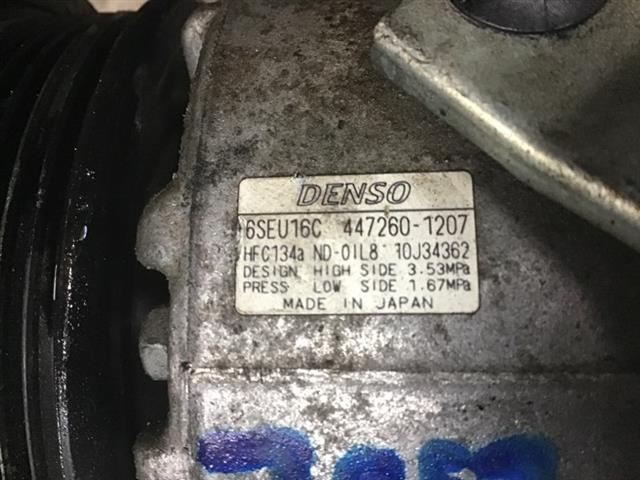 DENSO
6SEU16C 447260-1207
HFC134a ND-OIL8 10J34362
DESIGN HIGH SIDE 3.53MPa
PRESS LOW SIDE 1.67MPa
MADE IN JAPAN